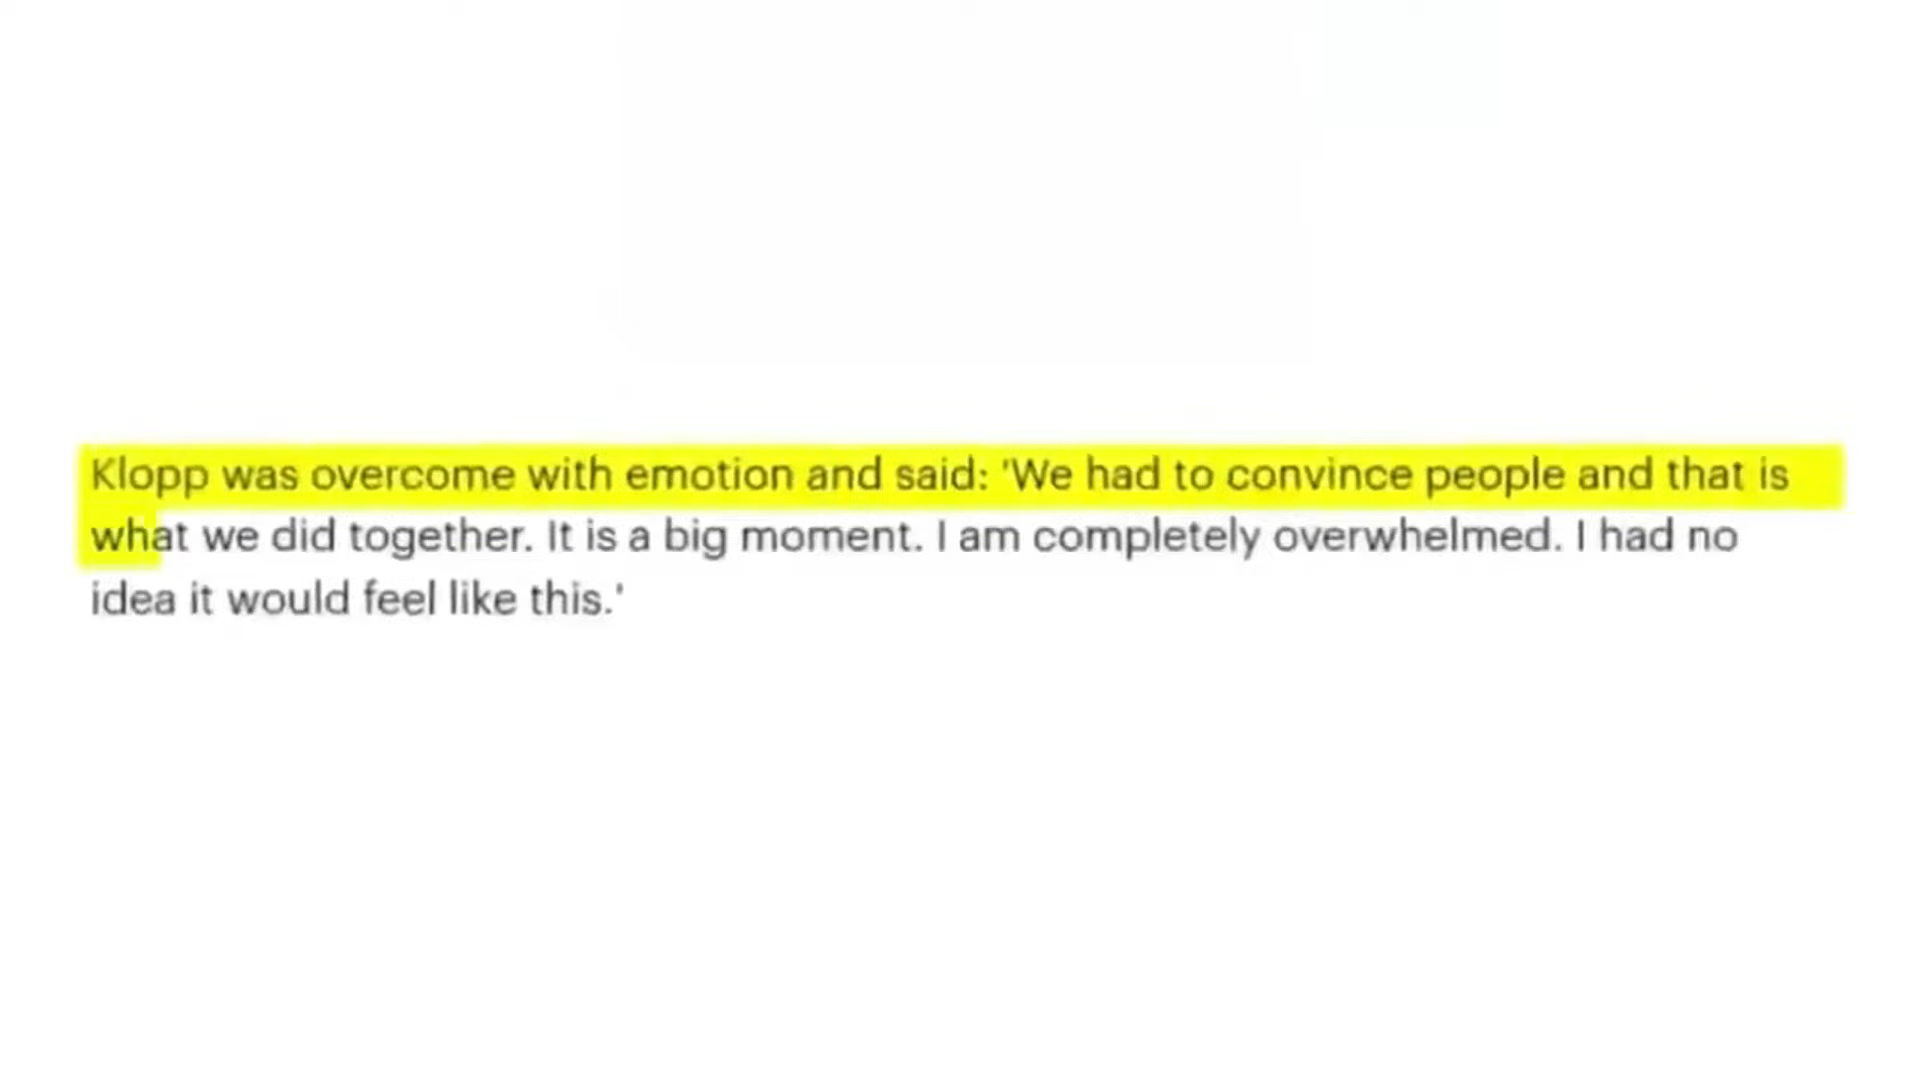 Klopp was overcome with emotion and said: 'We had to convince people and that is
what we did together. It is a big moment. I am completely overwhelmed. I had no
idea it would feel like this.'